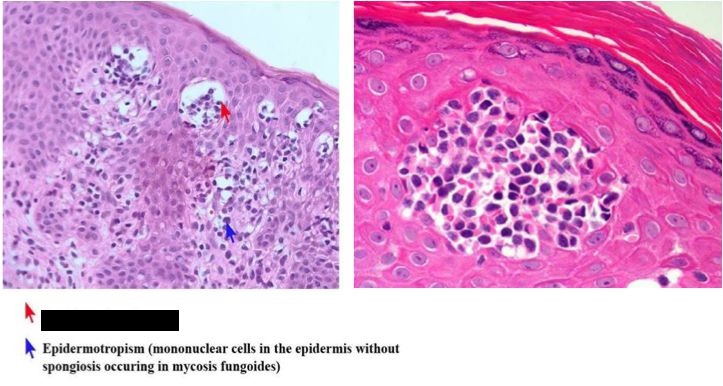 Epidermotropism (mononuclear cells in the epidermis without
spongiosis occuring in mycosis fungoides)